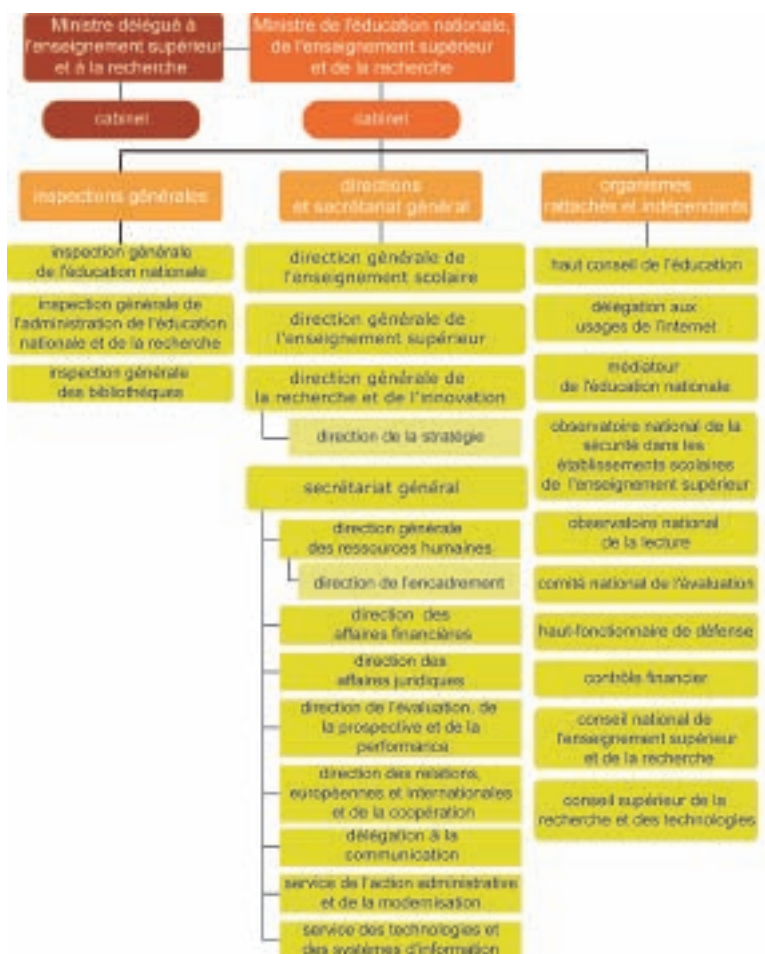 Ministre délégué à
l'enseignement supérieur
et à la recherche
Ministre de l'éducation nationale,
de l'enseignement supérieur
et de la recherche
cabinet
cabinet
inspections générales
directions
et secrétariat général
organismes
rattachés et indépendants
inspection générale
de l'éducation nationale
inspection générale de
l'administration de l'éducation
nationale et de la recherche
inspection générale
des bibliothèques
direction générale de
l'enseignement scolaire
direction générale de
l'enseignement supérieur
direction générale de
la recherche et de l'innovation
direction de la stratégie
secrétariat général
direction générale
des ressources humaines
direction de l'encadrement
direction des
affaires financières
direction des
affaires juridiques
direction de l'évaluation, de
la prospective et de la
performance
direction des relations,
européennes et internationales
et de la coopération
délégation à la
communication
service de l'action administrative
et de la modernisation
service des technologies et
des systèmes d'information
haut conseil de l'éducation
délégation aux
usages de l'internet
médiateur
de l'éducation nationale
observatoire national de la
sécurité dans les
établissements scolaires
de l'enseignement supérieur
observatoire national
de la lecture
comité national de l'évaluation
haut-fonctionnaire de défense
contrôle financier
conseil national de
l'enseignement supérieur
et de la recherche
conseil supérieur de la
recherche et des technologies